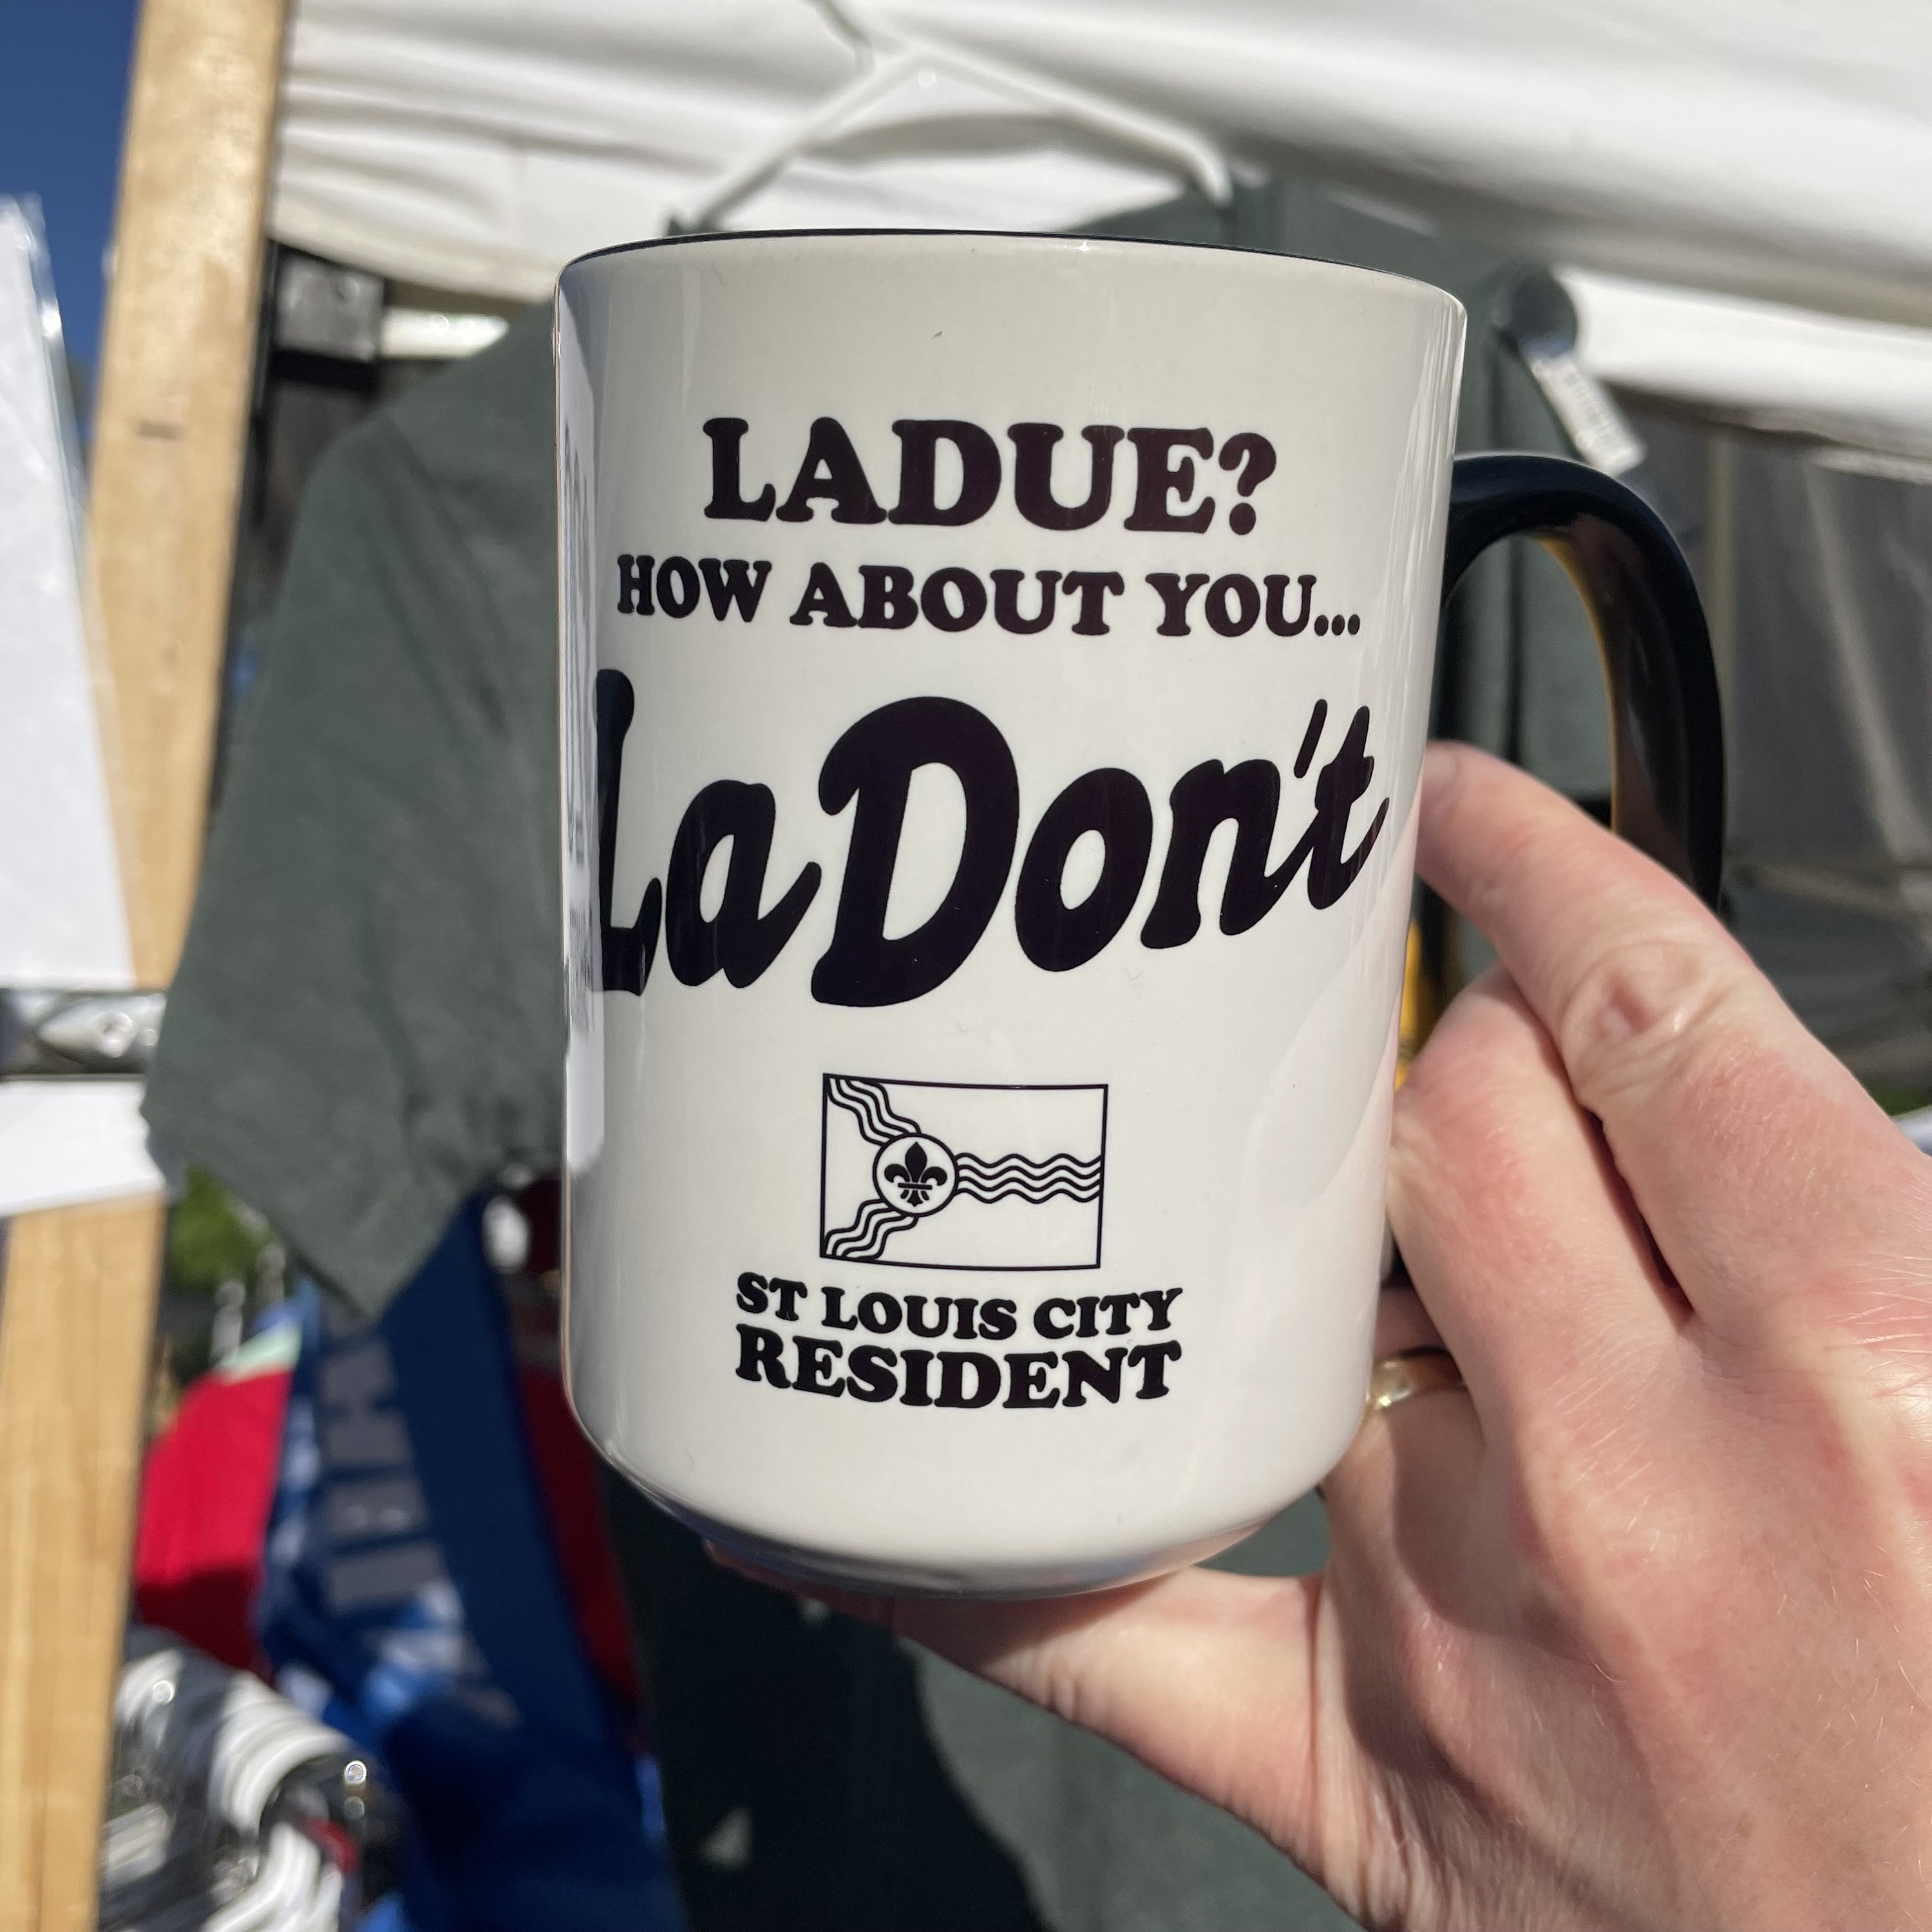 LADUE?
HOW ABOUT YOU...
LaDon't
ST LOUIS CITY
RESIDENT